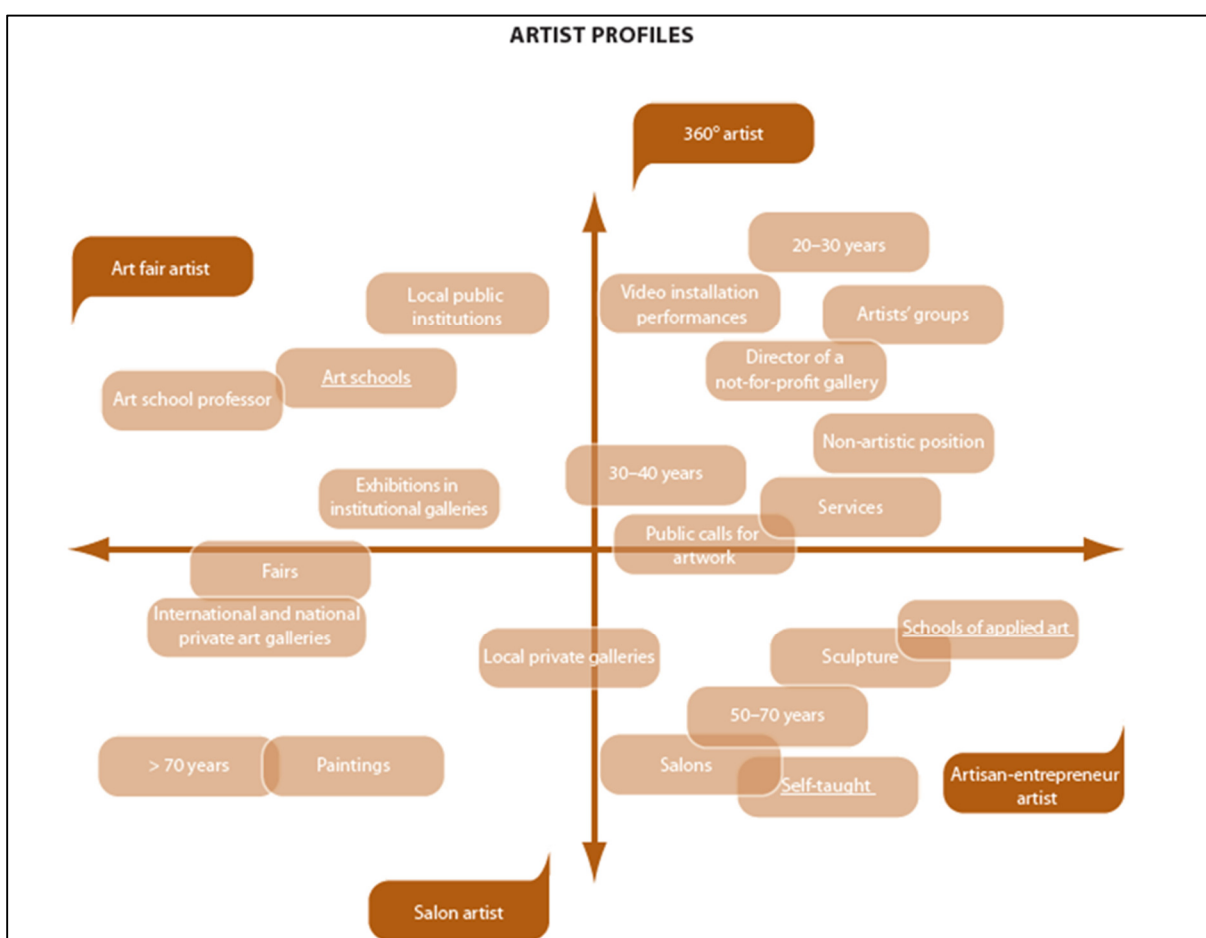 ARTIST PROFILES
360° artist
Art fair artist
20–30 years
Local public
institutions
Video installation
performances
Artists' groups
Art schools
Director of a
not-for-profit gallery
Art school professor
Non-artistic position
30–40 years
Exhibitions in
institutional galleries
Services
Public calls for
artwork
Fairs
International and national
private art galleries
Schools of applied art
Local private galleries
Sculpture
50–70 years
> 70 years
Paintings
Salons
Self-taught
Artisan-entrepreneur
artist
Salon artist